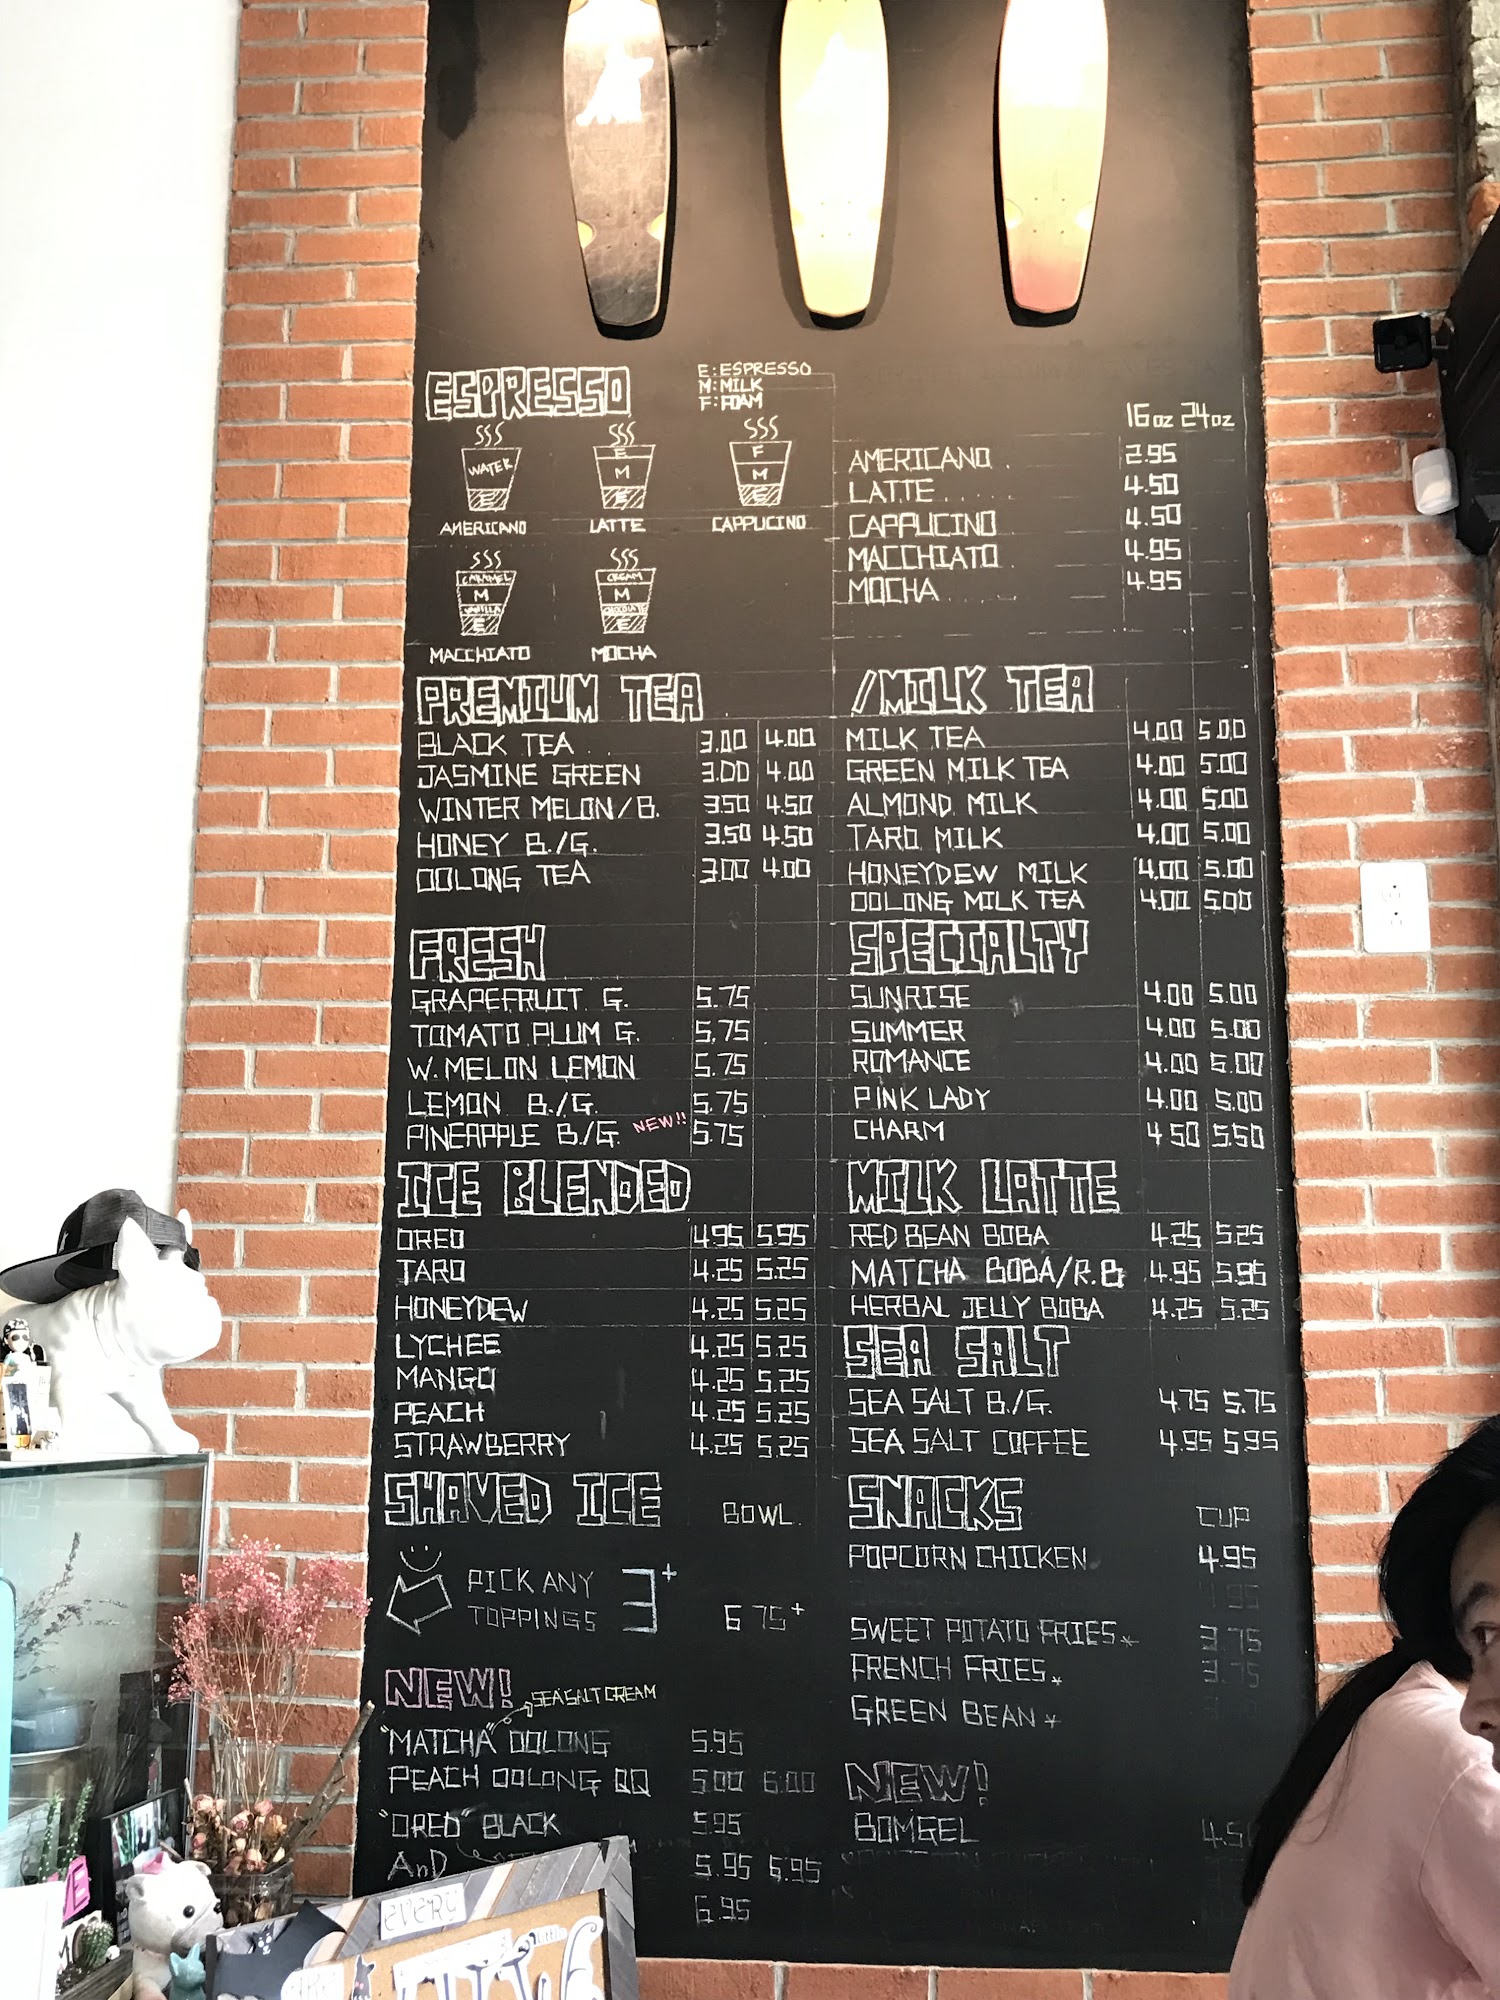 ESPRESSO
E: ESPRESSO
M: MILK
F: FOAM
WATER
E
AMERICANO
E
M
E
LATTE
F
M
E
CAPPUCINO
CARAMEL
M
VANILLA
E
MACCHIATO
CREAM
M
CHOCOLATE
E
MOCHA
16oz 24oz
AMERICANO 2.95
LATTE 4.50
CAPPUCINO 4.50
MACCHIATO 4.95
MOCHA 4.95
PREMIUM TEA
BLACK TEA 3.00 4.00
JASMINE GREEN 3.00 4.00
WINTER MELON/B. 3.50 4.50
HONEY B./G. 3.50 4.50
OOLONG TEA 3.00 4.00
/MILK TEA
MILK TEA 4.00 5.00
GREEN MILK TEA 4.00 5.00
ALMOND MILK 4.00 5.00
TARO MILK 4.00 5.00
HONEYDEW MILK 4.00 5.00
OOLONG MILK TEA 4.00 5.00
FRESH
GRAPEFRUIT G. 5.75
TOMATO PLUM G. 5.75
W. MELON LEMON 5.75
LEMON B./G. 5.75
PINEAPPLE B./G. NEW!! 5.75
SPECIALTY
SUNRISE 4.00 5.00
SUMMER 4.00 5.00
ROMANCE 4.00 5.00
PINK LADY 4.00 5.00
CHARM 4.50 5.50
ICE BLENDED
OREO 4.95 5.95
TARO 4.25 5.25
HONEYDEW 4.25 5.25
LYCHEE 4.25 5.25
MANGO 4.25 5.25
PEACH 4.25 5.25
STRAWBERRY 4.25 5.25
MILK LATTE
RED BEAN BOBA 4.25 5.25
MATCHA BOBA/R.B 4.95 5.95
HERBAL JELLY BOBA 4.25 5.25
SEA SALT
SEA SALT B./G. 4.75 5.75
SEA SALT COFFEE 4.95 5.95
SHAVED ICE BOWL.
PICK ANY 3+
TOPPINGS 6.75+
SNACKS CUP
POPCORN CHICKEN 4.95
SWEET POTATO FRIES* 3.75
FRENCH FRIES* 3.75
GREEN BEAN*
NEW! SEA SALT CREAM
"MATCHA" OOLONG 5.95
PEACH OOLONG QQ 5.00 6.00
"OREO" BLACK 5.95
AnD 5.95 6.95
6.95
NEW!
BOMGEL 4.5
every